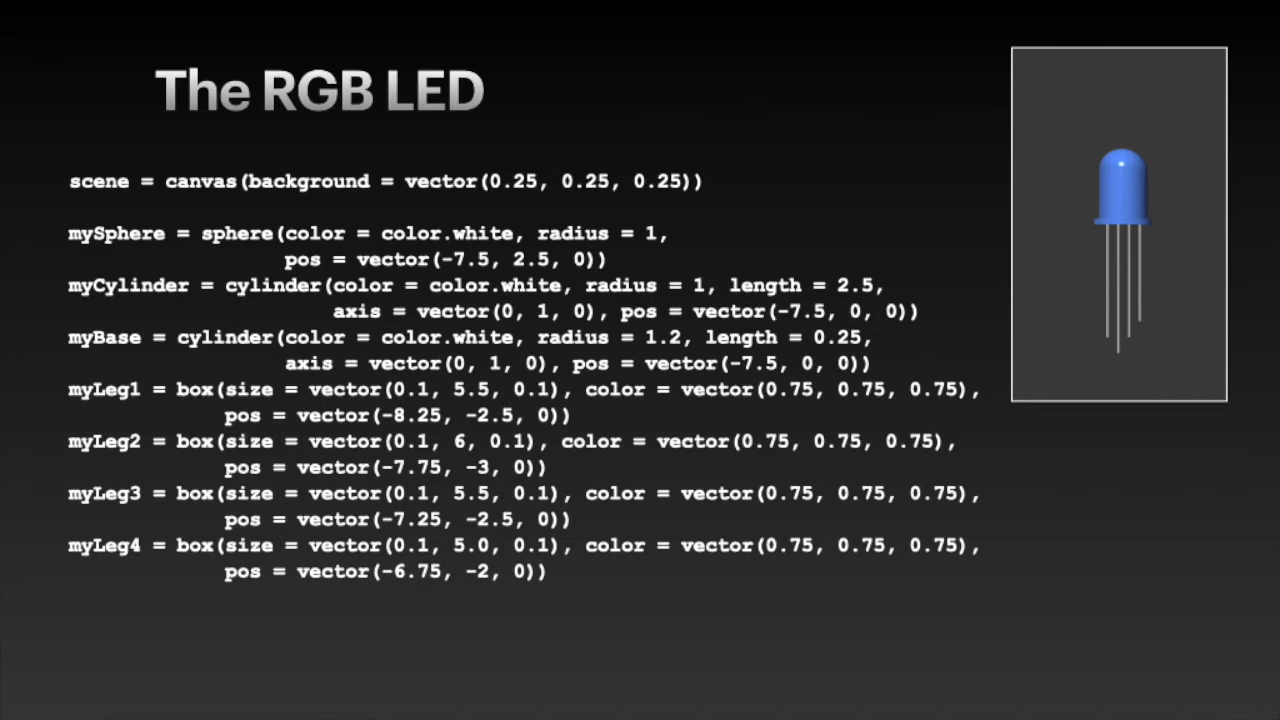 The RGB LED
scene = canvas(background = vector(0.25, 0.25, 0.25))
mySphere = sphere(color = color.white, radius = 1,
pos = vector(-7.5, 2.5, 0))
myCylinder = cylinder(color = color.white, radius = 1, length = 2.5,
axis = vector(0, 1, 0), pos = vector(-7.5, 0, 0))
myBase = cylinder(color = color.white, radius = 1.2, length = 0.25,
axis = vector(0, 1, 0), pos = vector(-7.5, 0, 0))
myLeg1 = box(size = vector(0.1, 5.5, 0.1), color = vector(0.75, 0.75, 0.75),
pos = vector(-8.25, -2.5, 0))
myLeg2 = box(size = vector(0.1, 6, 0.1), color = vector(0.75, 0.75, 0.75),
pos = vector(-7.75, -3, 0))
myLeg3 = box(size = vector(0.1, 5.5, 0.1), color = vector(0.75, 0.75, 0.75),
pos = vector(-7.25, -2.5, 0))
myLeg4 = box(size = vector(0.1, 5.0, 0.1), color = vector(0.75, 0.75, 0.75),
pos = vector(-6.75, -2, 0))